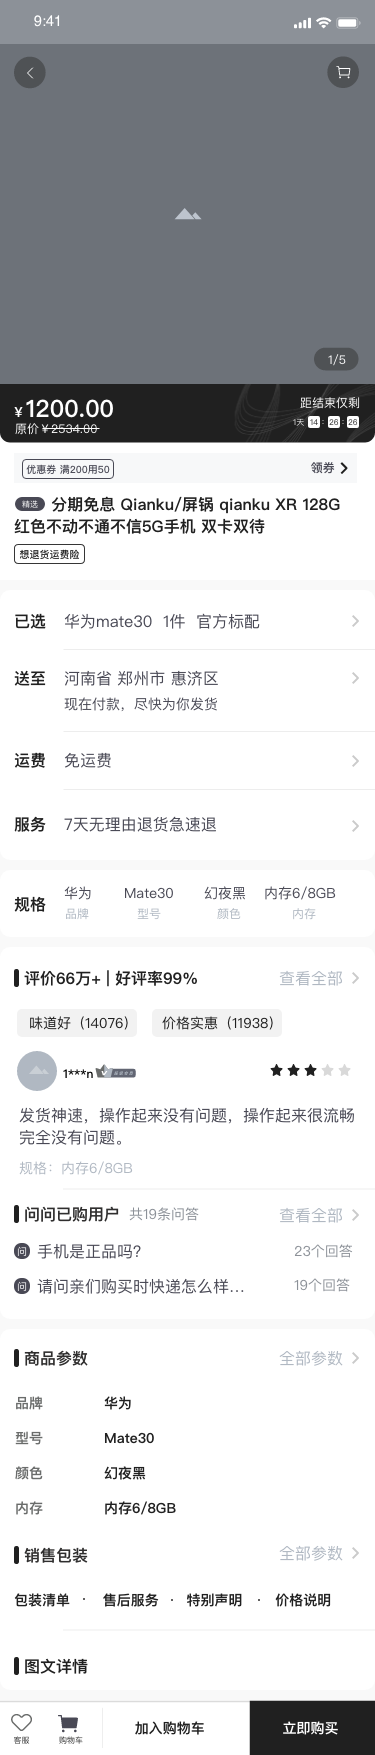 9:41
1/5
¥1200.00
距结束仅剩
原价 ¥ 2534.00
1天 14 : 26 : 26
优惠券 满200用50
领券
精选 分期免息 Qianku/屏锅 qianku XR 128G
红色不动不通不信5G手机 双卡双待
想退货运费险
已选 华为mate30 1件 官方标配
送至 河南省 郑州市 惠济区
现在付款，尽快为你发货
运费 免运费
服务 7天无理由退货急速退
规格
华为 Mate30 幻夜黑 内存6/8GB
品牌 型号 颜色 内存
评价66万+ | 好评率99% 查看全部
味道好（14076） 价格实惠（11938）
1***n
发货神速，操作起来没有问题，操作起来很流畅
完全没有问题。
规格：内存6/8GB
问问已购用户 共19条问答 查看全部
问 手机是正品吗? 23个回答
问 请问亲们购买时快递怎么样... 19个回答
商品参数 全部参数
品牌 华为
型号 Mate30
颜色 幻夜黑
内存 内存6/8GB
销售包装 全部参数
包装清单 · 售后服务 · 特别声明 · 价格说明
图文详情
客服 购物车 加入购物车 立即购买